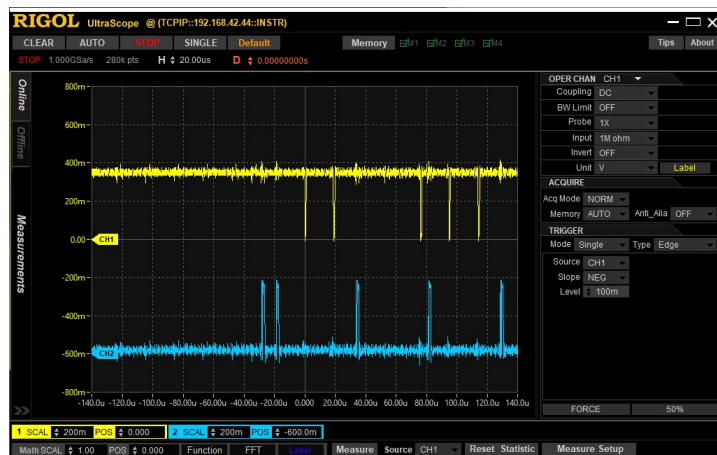 RIGOL UltraScope @ (TCPIP::192.168.42.44::INSTR)
CLEAR AUTO STOP SINGLE Default Memory M1 M2 M3 M4 Tips About
STOP 1.000GSa/s 280k pts H 20.00us D 0.00000000s
Online
Offline
Measurements
800m
600m
400m
200m
0.00 CH1
-200m
-400m
-600m CH2
-800m
-140.0u -120.0u -100.0u -80.00u -60.00u -40.00u -20.00u 0.00 20.00u 40.00u 60.00u 80.00u 100.0u 120.0u 140.0u
OPER CHAN CH1
Coupling DC
BW Limit OFF
Probe 1X
Input 1M ohm
Invert OFF
Unit V Label
ACQUIRE
Acq Mode NORM
Memory AUTO Anti_Alia OFF
TRIGGER
Mode Single Type Edge
Source CH1
Slope NEG
Level 100m
FORCE 50%
1 SCAL 200m POS 0.000 2 SCAL 200m POS -600.0m
Math SCAL 1.00 POS 0.000 Function FFT Label Measure Source CH1 Reset Statistic Measure Setup